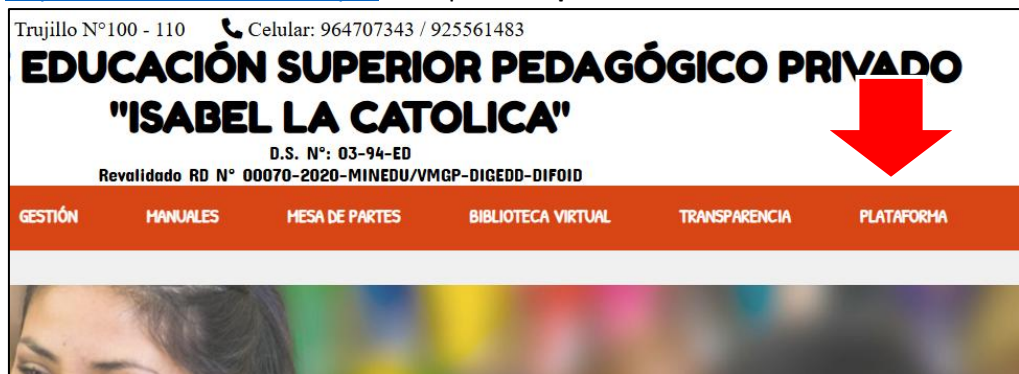 Trujillo N°100 - 110 Celular: 964707343 / 925561483
EDUCACIÓN SUPERIOR PEDAGÓGICO PRIVADO
"ISABEL LA CATOLICA"
D.S. N°: 03-94-ED
Revalidado RD N° 00070-2020-MINEDU/VMGP-DIGEDD-DIFOID
GESTIÓN MANUALES MESA DE PARTES BIBLIOTECA VIRTUAL TRANSPARENCIA PLATAFORMA